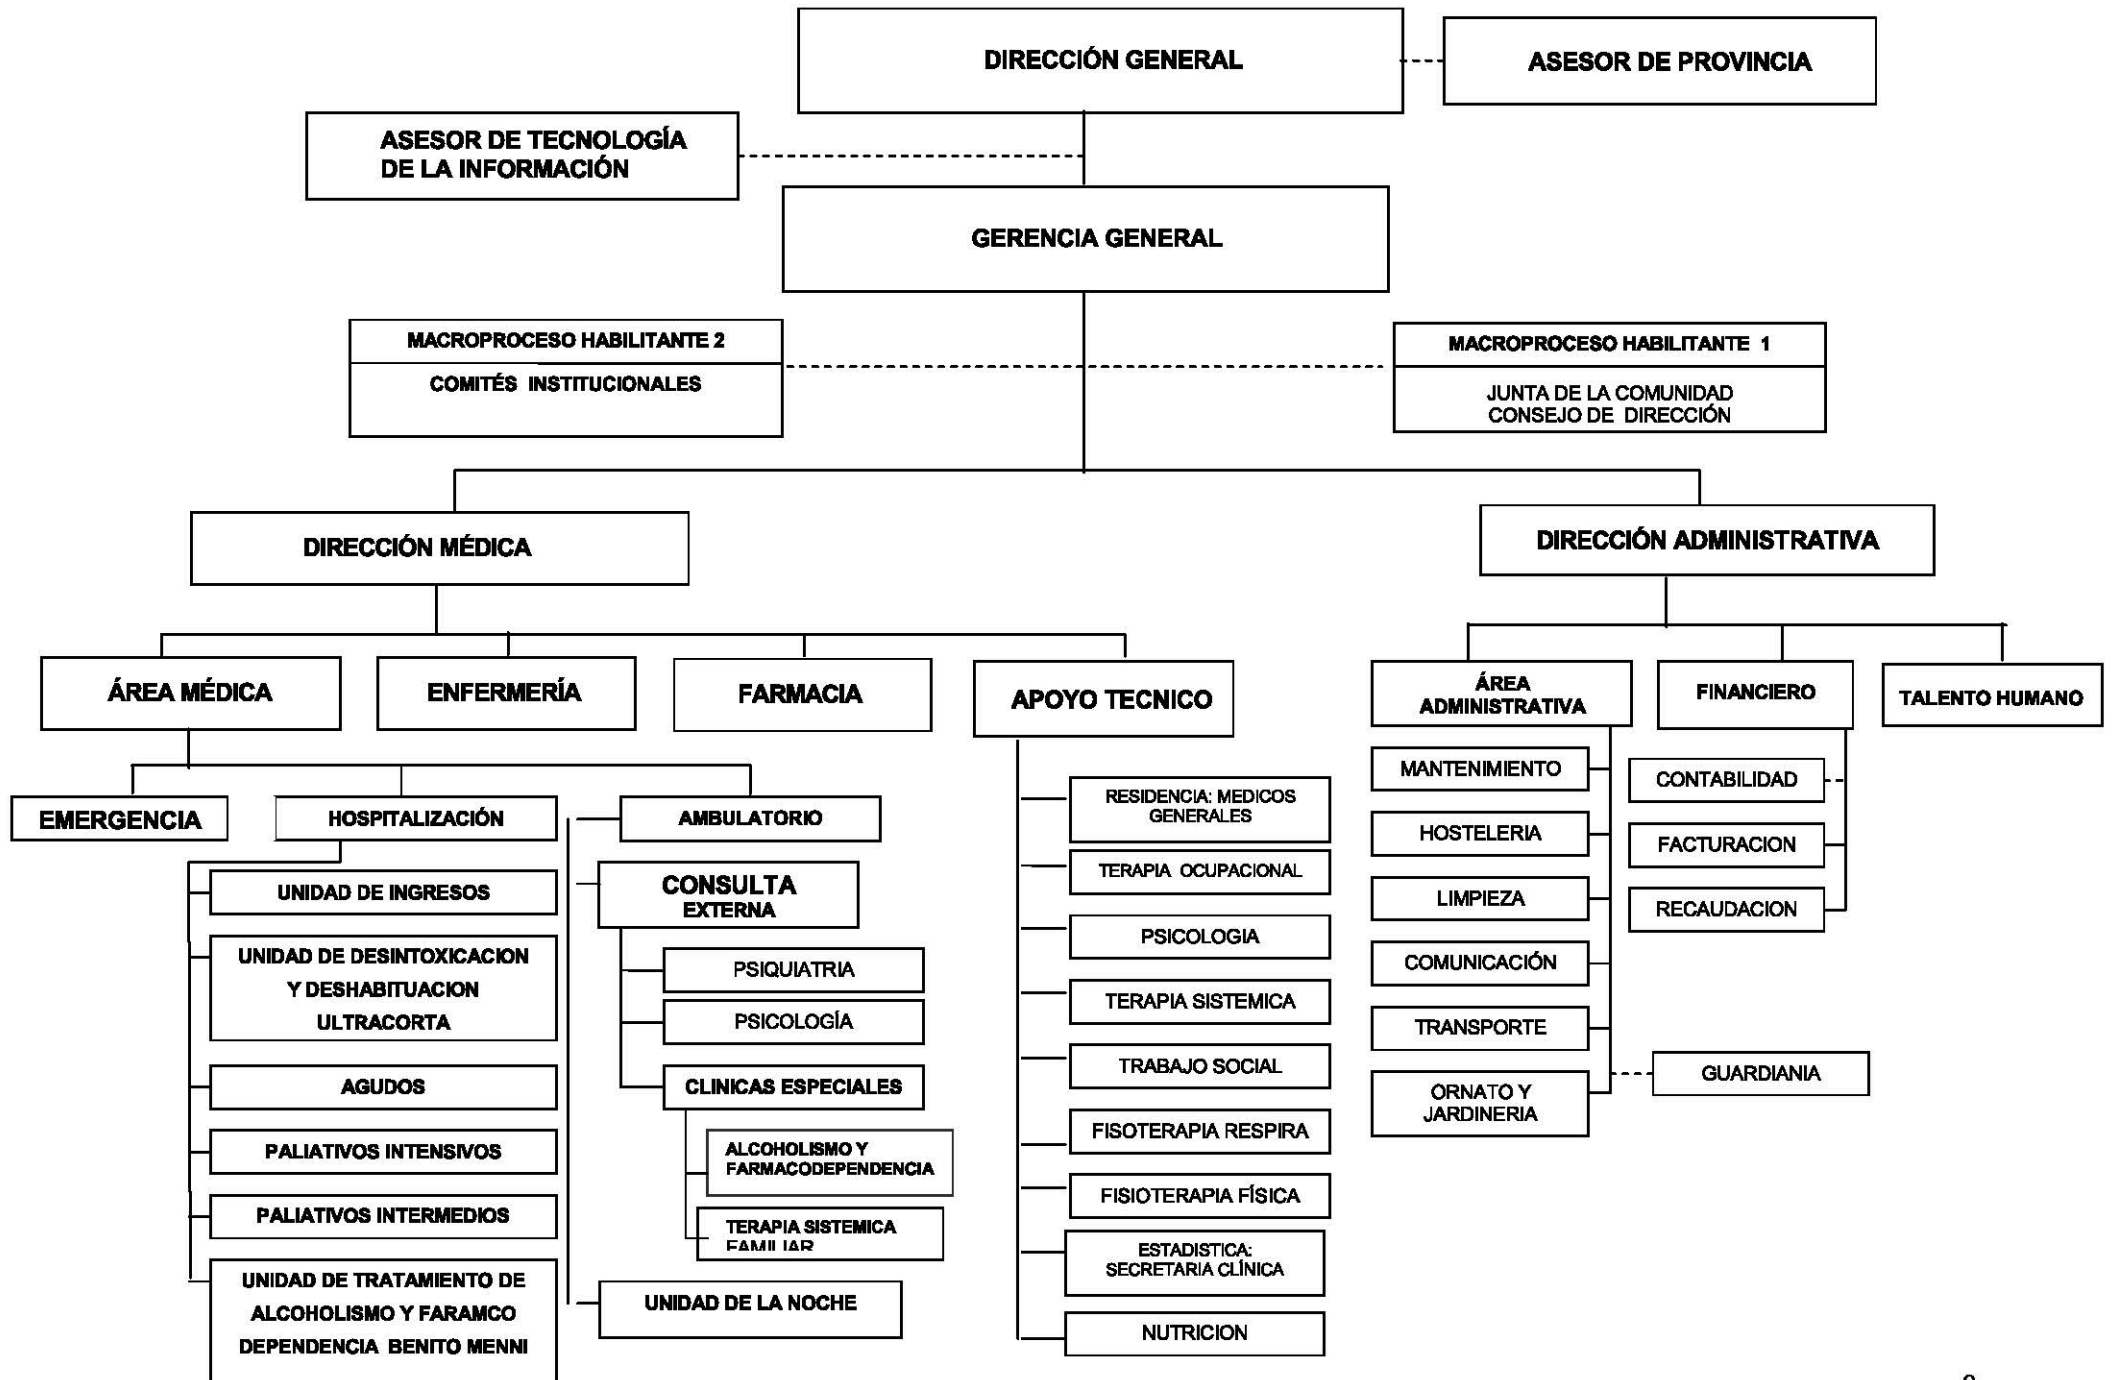 DIRECCIÓN GENERAL
ASESOR DE PROVINCIA
ASESOR DE TECNOLOGÍA
DE LA INFORMACIÓN
GERENCIA GENERAL
MACROPROCESO HABILITANTE 2
COMITÉS INSTITUCIONALES
MACROPROCESO HABILITANTE 1
JUNTA DE LA COMUNIDAD
CONSEJO DE DIRECCIÓN
DIRECCIÓN MÉDICA
DIRECCIÓN ADMINISTRATIVA
ÁREA MÉDICA
ENFERMERÍA
FARMACIA
APOYO TECNICO
ÁREA
ADMINISTRATIVA
FINANCIERO
TALENTO HUMANO
EMERGENCIA
HOSPITALIZACIÓN
AMBULATORIO
UNIDAD DE INGRESOS
UNIDAD DE DESINTOXICACION
Y DESHABITUACION
ULTRACORTA
AGUDOS
PALIATIVOS INTENSIVOS
PALIATIVOS INTERMEDIOS
UNIDAD DE TRATAMIENTO DE
ALCOHOLISMO Y FARAMCO
DEPENDENCIA BENITO MENNI
CONSULTA
EXTERNA
PSIQUIATRIA
PSICOLOGÍA
CLINICAS ESPECIALES
ALCOHOLISMO Y
FARMACODEPENDENCIA
TERAPIA SISTEMICA
FAMILIAR
UNIDAD DE LA NOCHE
RESIDENCIA: MEDICOS
GENERALES
TERAPIA OCUPACIONAL
PSICOLOGIA
TERAPIA SISTEMICA
TRABAJO SOCIAL
FISOTERAPIA RESPIRA
FISIOTERAPIA FÍSICA
ESTADISTICA:
SECRETARIA CLÍNICA
NUTRICION
MANTENIMIENTO
HOSTELERIA
LIMPIEZA
COMUNICACIÓN
TRANSPORTE
ORNATO Y
JARDINERIA
GUARDIANIA
CONTABILIDAD
FACTURACION
RECAUDACION